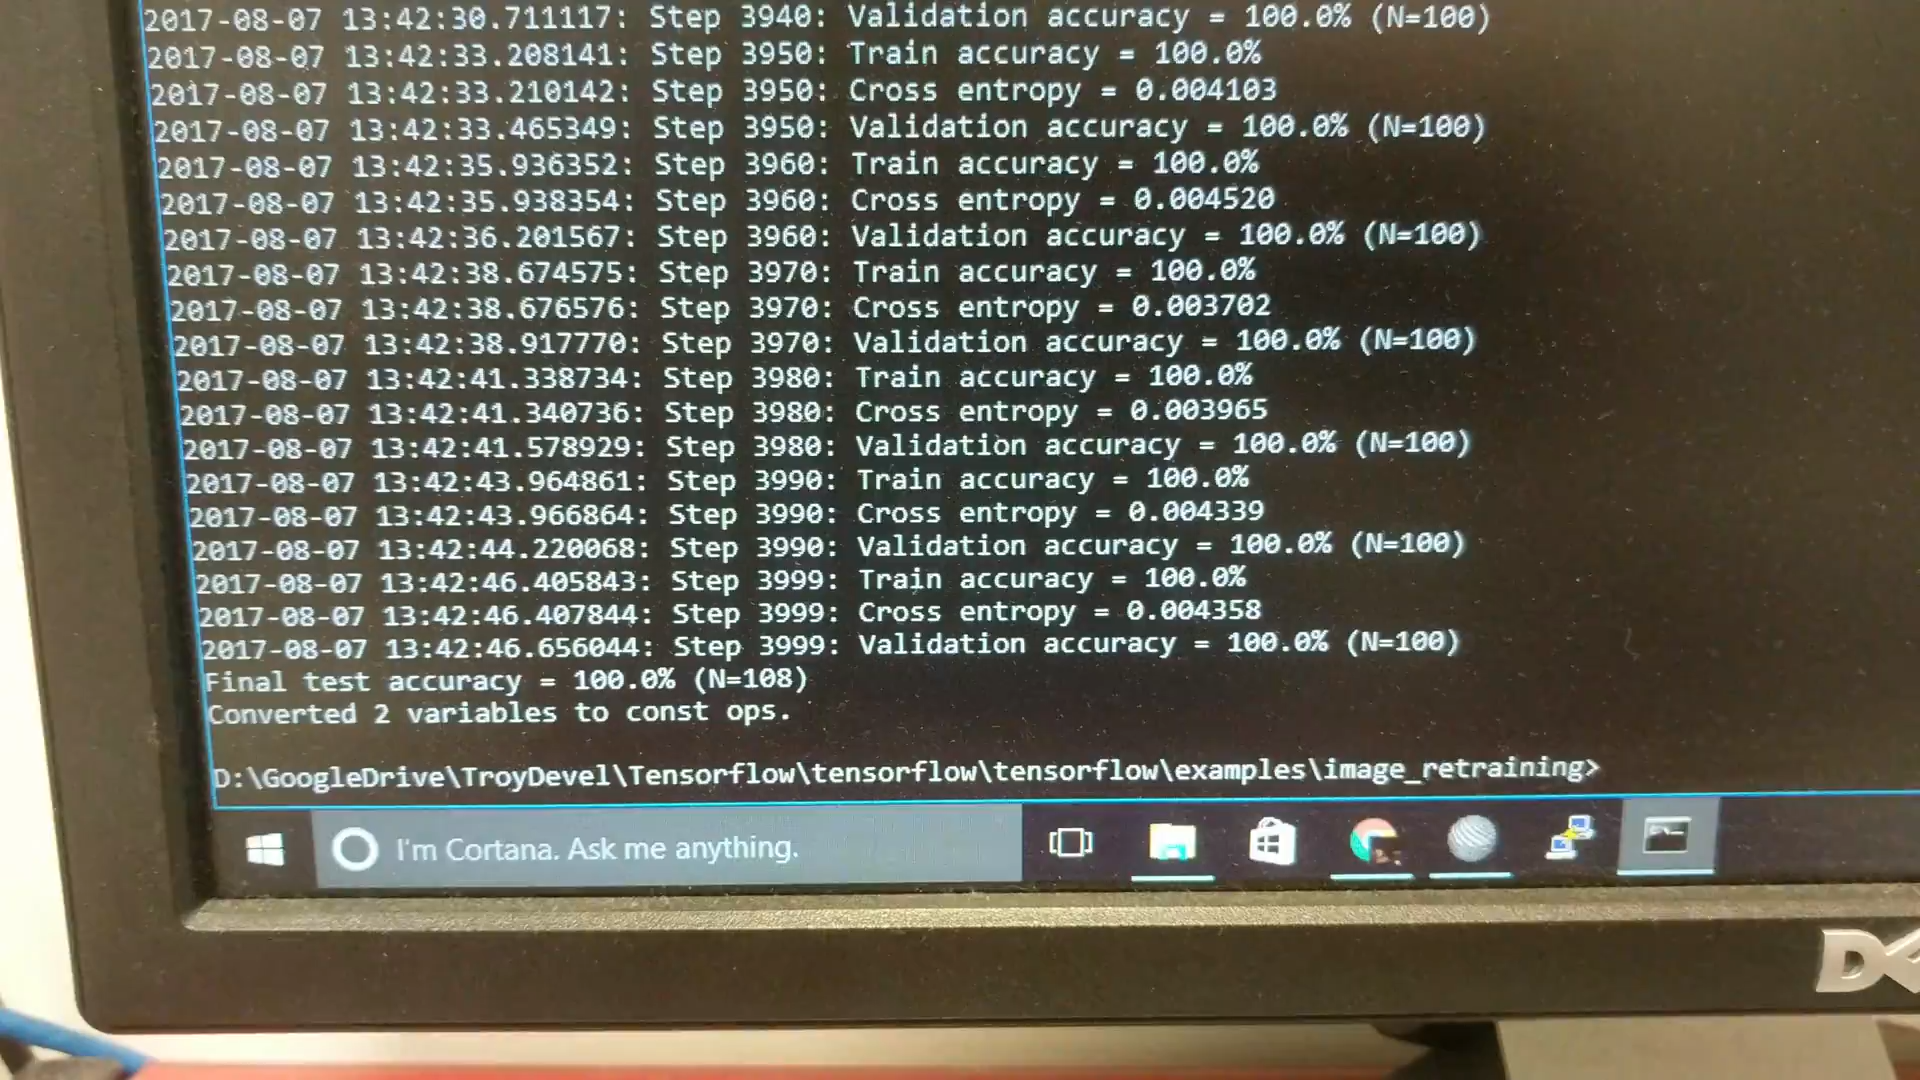 2017-08-07 13:42:30.711117: Step 3940: Validation accuracy = 100.0% (N=100)
2017-08-07 13:42:33.208141: Step 3950: Train accuracy = 100.0%
2017-08-07 13:42:33.210142: Step 3950: Cross entropy = 0.004103
2017-08-07 13:42:33.465349: Step 3950: Validation accuracy = 100.0% (N=100)
2017-08-07 13:42:35.936352: Step 3960: Train accuracy = 100.0%
2017-08-07 13:42:35.938354: Step 3960: Cross entropy = 0.004520
2017-08-07 13:42:36.201567: Step 3960: Validation accuracy = 100.0% (N=100)
2017-08-07 13:42:38.674575: Step 3970: Train accuracy = 100.0%
2017-08-07 13:42:38.676576: Step 3970: Cross entropy = 0.003702
2017-08-07 13:42:38.917770: Step 3970: Validation accuracy = 100.0% (N=100)
2017-08-07 13:42:41.338734: Step 3980: Train accuracy = 100.0%
2017-08-07 13:42:41.340736: Step 3980: Cross entropy = 0.003965
2017-08-07 13:42:41.578929: Step 3980: Validation accuracy = 100.0% (N=100)
2017-08-07 13:42:43.964861: Step 3990: Train accuracy = 100.0%
2017-08-07 13:42:43.966864: Step 3990: Cross entropy = 0.004339
2017-08-07 13:42:44.220068: Step 3990: Validation accuracy = 100.0% (N=100)
2017-08-07 13:42:46.405843: Step 3999: Train accuracy = 100.0%
2017-08-07 13:42:46.407844: Step 3999: Cross entropy = 0.004358
2017-08-07 13:42:46.656044: Step 3999: Validation accuracy = 100.0% (N=100)
Final test accuracy = 100.0% (N=108)
Converted 2 variables to const ops.
D:\GoogleDrive\TroyDevel\Tensorflow\tensorflow\tensorflow\examples\image_retraining>
I'm Cortana. Ask me anything.